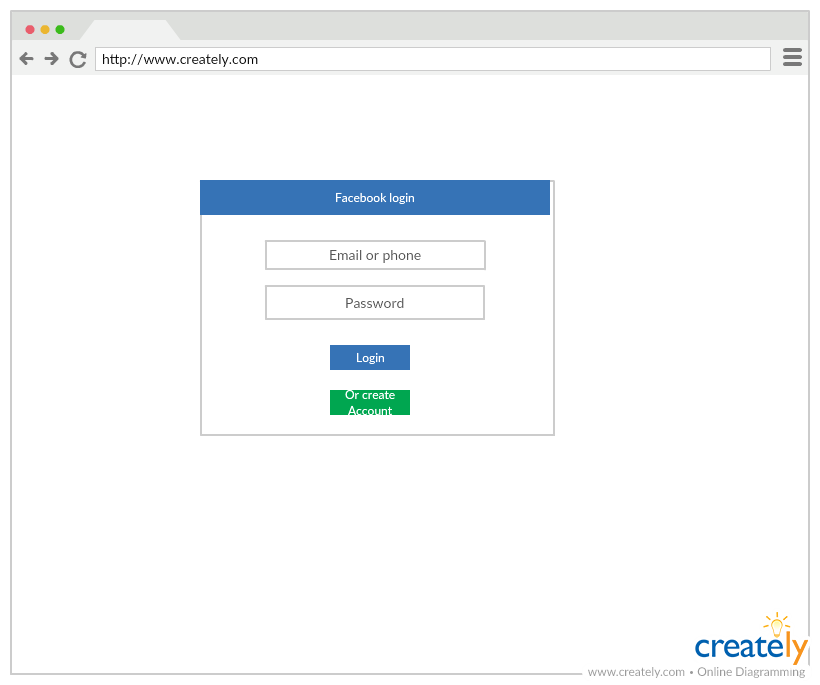 http://www.creately.com
Facebook login
Email or phone
Password
Login
Or create
Account
creately
www.creately.com • Online Diagramming